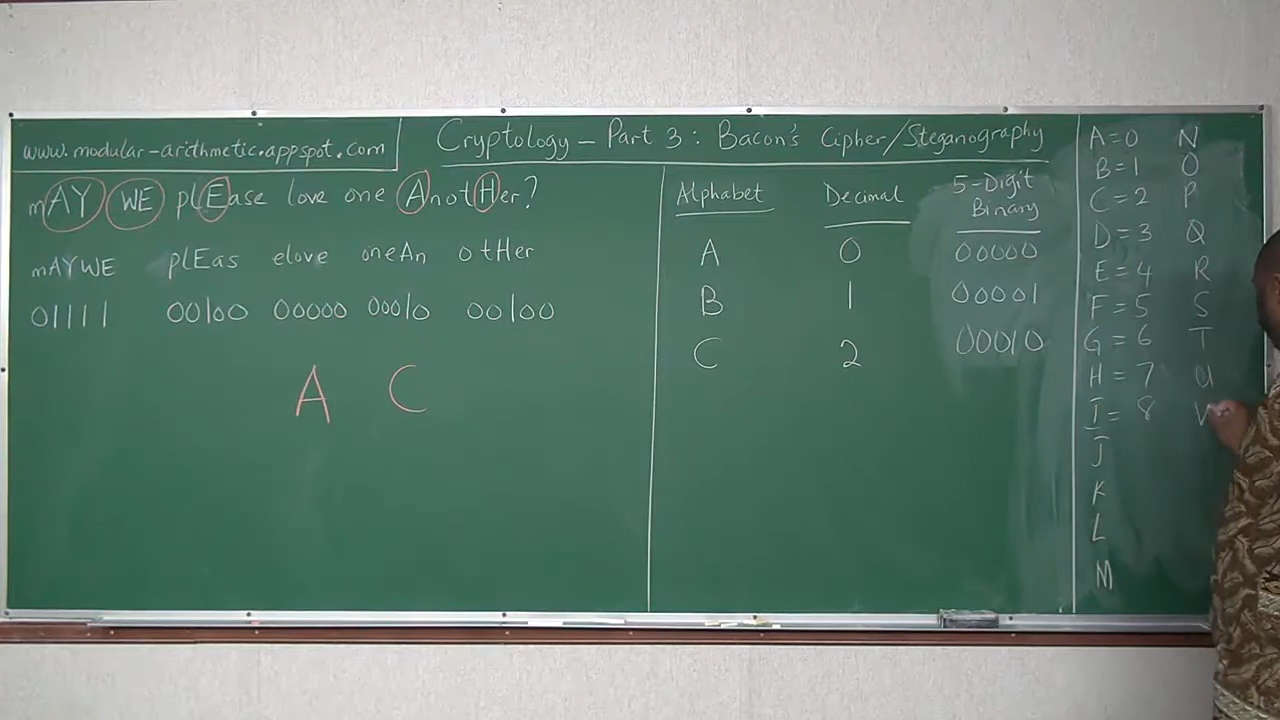 www.modular-arithmetic.appspot.com
Cryptology – Part 3 : Bacon's Cipher/Steganography
mAY WE plEase love one AnotHer?
mAYWE plEas elove oneAn otHer
01111 00100 00000 00010 00100
A C
Alphabet Decimal 5-Digit Binary
A 0 00000
B 1 00001
C 2 00010
A=0 N
B=1 O
C=2 P
D=3 Q
E=4 R
F=5 S
G=6 T
H=7 U
I=8 V
J
K
L
M